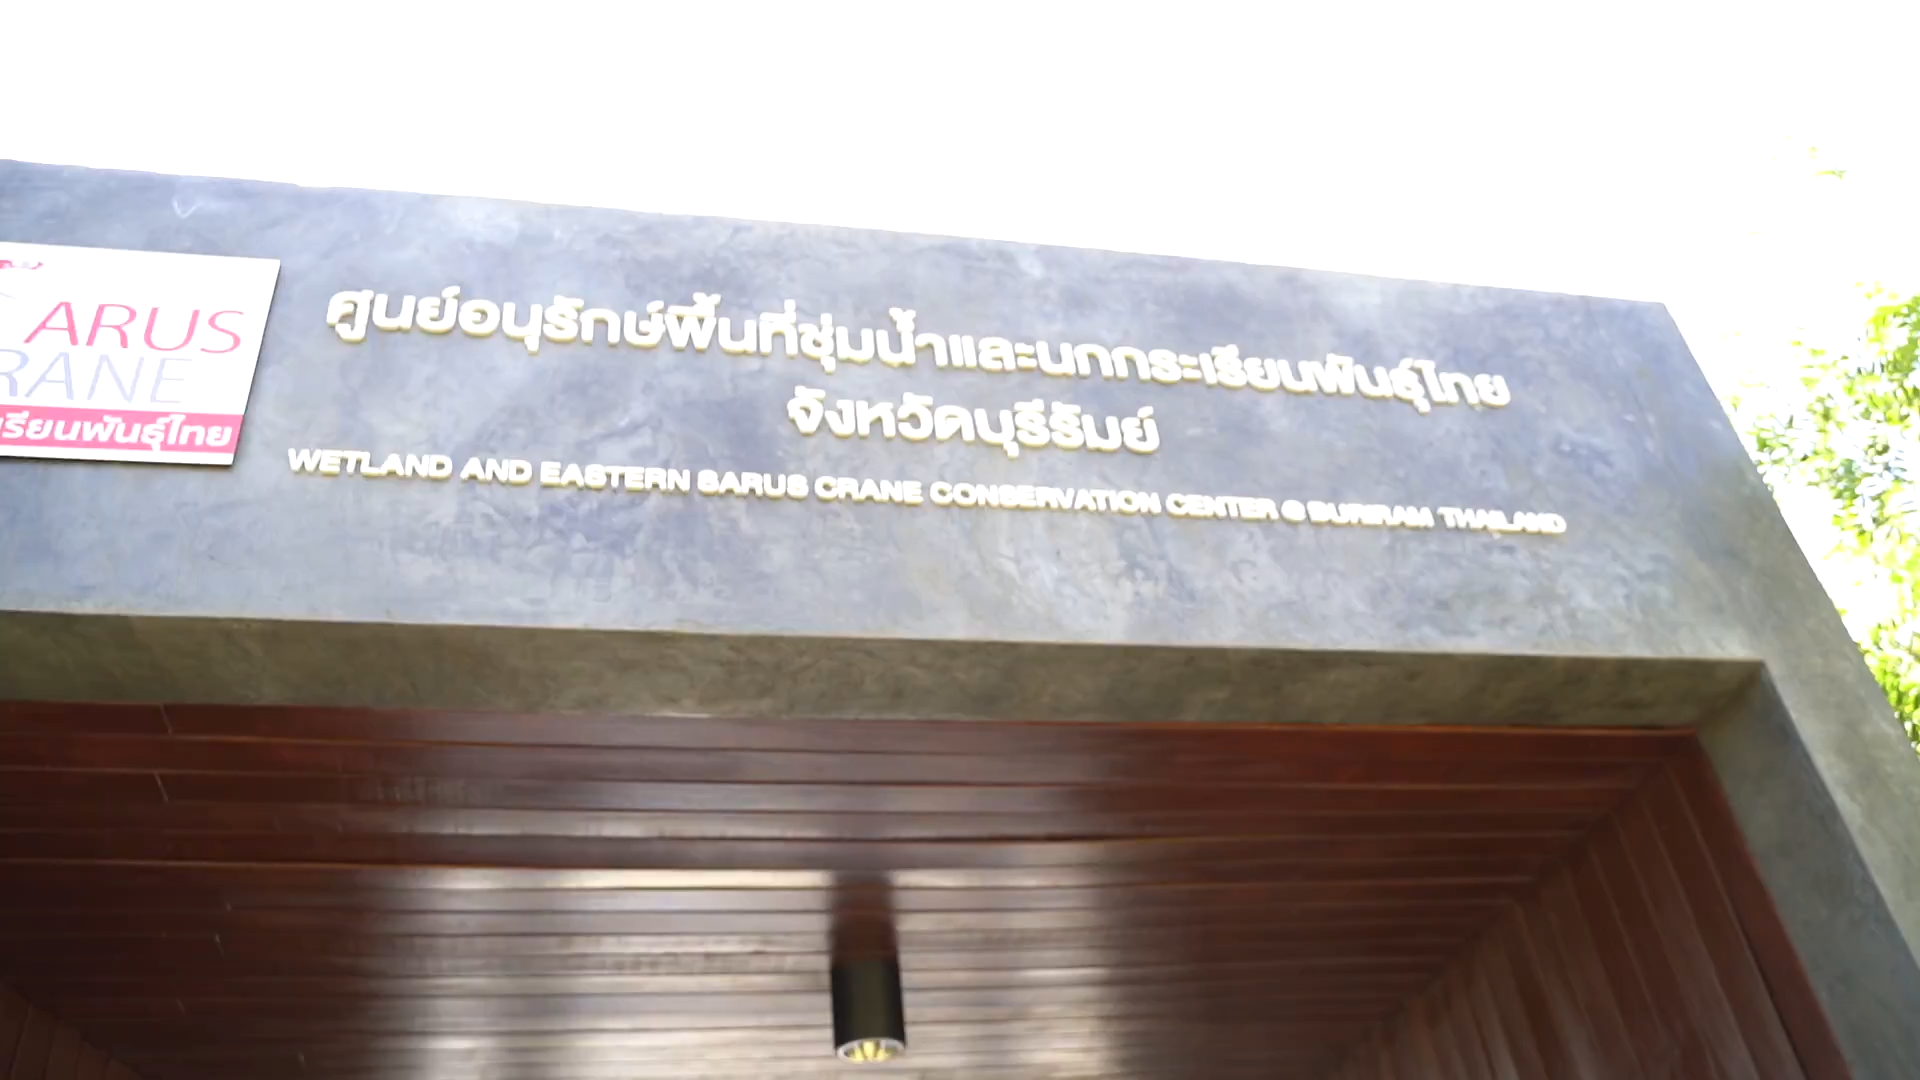 ARUS
RANE
เรียนพันธุ์ไทย
ศูนย์อนุรักษ์พื้นที่ชุ่มน้ำและนกกระเรียนพันธุ์ไทย
จังหวัดบุรีรัมย์
WETLAND AND EASTERN SARUS CRANE CONSERVATION CENTER @ BURIRAM THAILAND